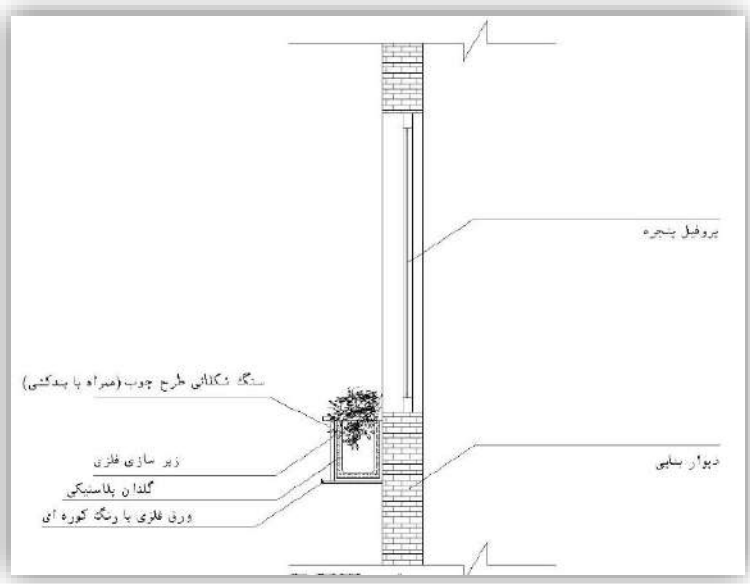 پروفیل پنجره
سنگ شکلاتی طرح چوب (همراه با بندکشی)
زیر سازی فلزی
گلدان پلاستیکی
ورق فلزی با رنگ کوره ای
دیوار بنایی